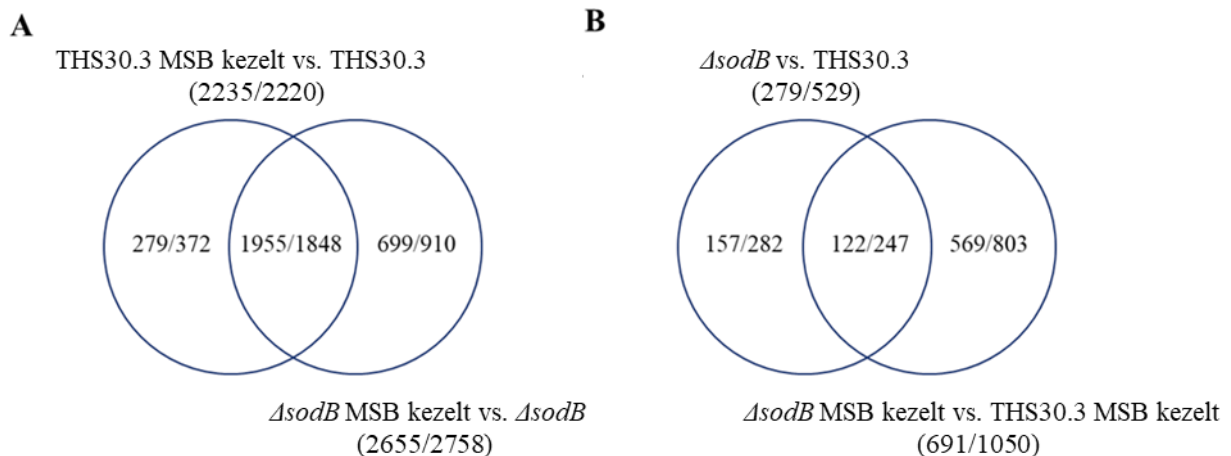 A
THS30.3 MSB kezelt vs. THS30.3
(2235/2220)
279/372
1955/1848
699/910
ΔsodB MSB kezelt vs. ΔsodB
(2655/2758)
B
ΔsodB vs. THS30.3
(279/529)
157/282
122/247
569/803
ΔsodB MSB kezelt vs. THS30.3 MSB kezelt
(691/1050)